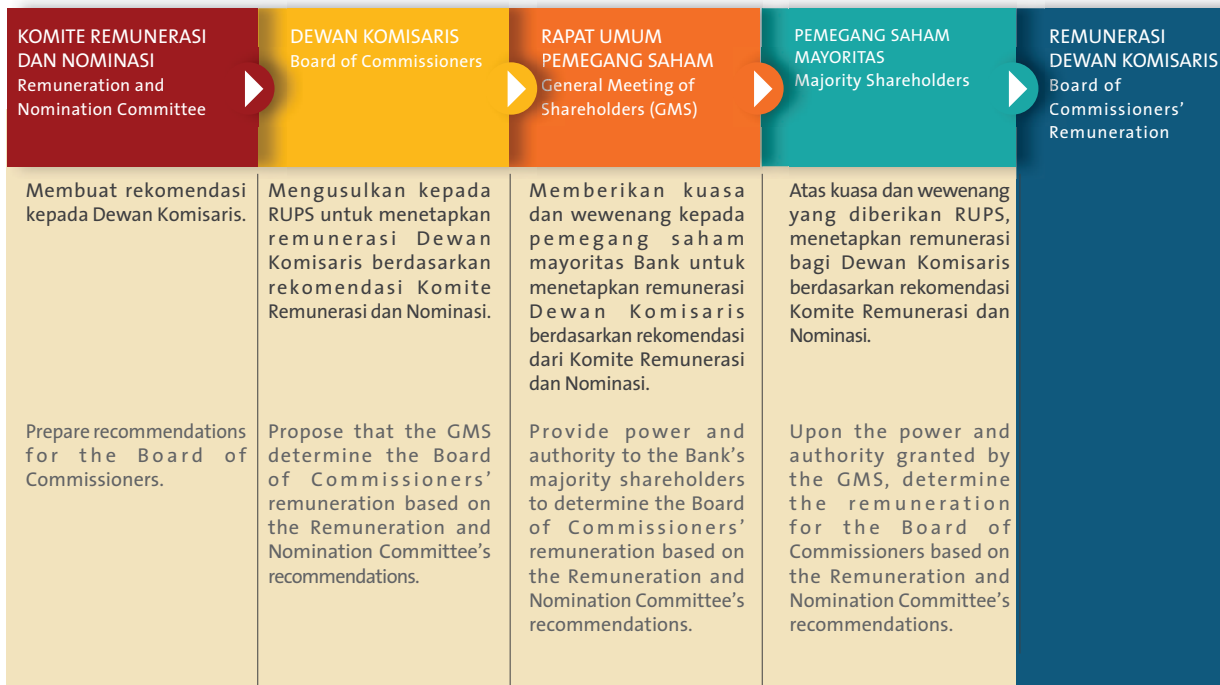 KOMITE REMUNERASI
DAN NOMINASI
Remuneration and
Nomination Committee
DEWAN KOMISARIS
Board of Commissioners
RAPAT UMUM
PEMEGANG SAHAM
General Meeting of
Shareholders (GMS)
PEMEGANG SAHAM
MAYORITAS
Majority Shareholders
REMUNERASI
DEWAN KOMISARIS
Board of
Commissioners'
Remuneration
Membuat rekomendasi
kepada Dewan Komisaris.
Mengusulkan kepada
RUPS untuk menetapkan
remunerasi Dewan
Komisaris berdasarkan
rekomendasi Komite
Remunerasi dan Nominasi.
Memberikan kuasa
dan wewenang kepada
pemegang saham
mayoritas Bank untuk
menetapkan remunerasi
Dewan Komisaris
berdasarkan rekomendasi
dari Komite Remunerasi
dan Nominasi.
Atas kuasa dan wewenang
yang diberikan RUPS,
menetapkan remunerasi
bagi Dewan Komisaris
berdasarkan rekomendasi
Komite Remunerasi dan
Nominasi.
Prepare recommendations
for the Board of
Commissioners.
Propose that the GMS
determine the Board
of Commissioners'
remuneration based on
the Remuneration and
Nomination Committee's
recommendations.
Provide power and
authority to the Bank's
majority shareholders
to determine the Board
of Commissioners'
remuneration based on
the Remuneration and
Nomination Committee's
recommendations.
Upon the power and
authority granted by
the GMS, determine
the remuneration
for the Board of
Commissioners based on
the Remuneration and
Nomination Committee's
recommendations.